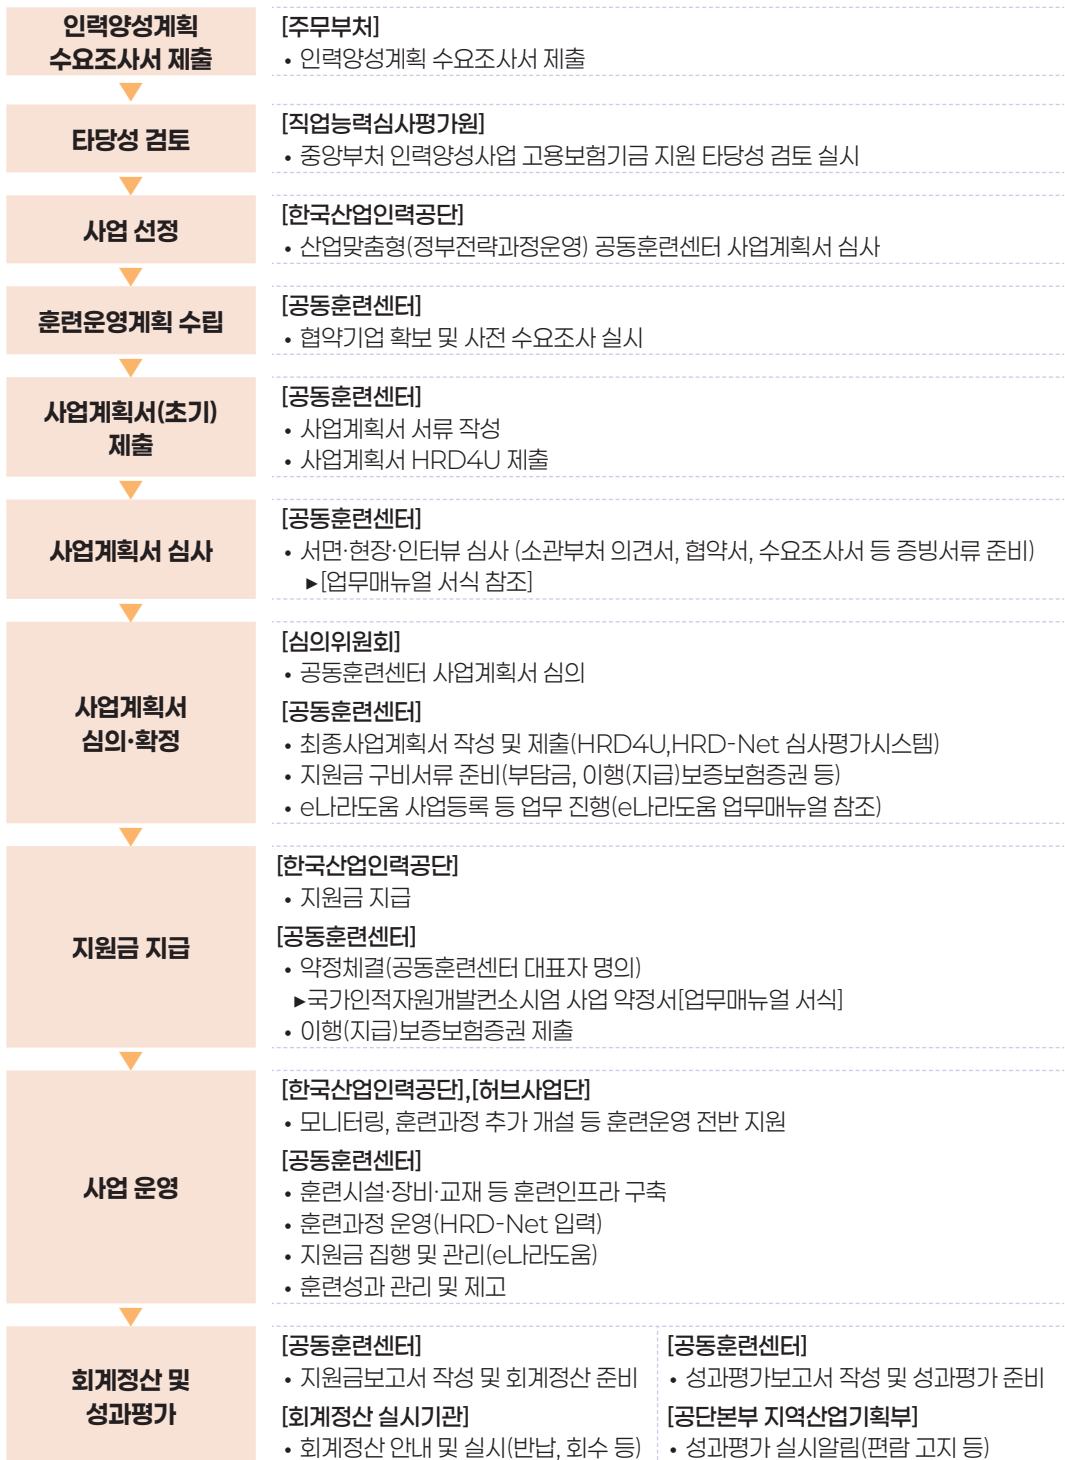 인력양성계획
수요조사서 제출
[주무부처]
• 인력양성계획 수요조사서 제출
타당성 검토
[직업능력심사평가원]
• 중앙부처 인력양성사업 고용보험기금 지원 타당성 검토 실시
사업 선정
[한국산업인력공단]
• 산업맞춤형(정부전략과정운영) 공동훈련센터 사업계획서 심사
훈련운영계획 수립
[공동훈련센터]
• 협약기업 확보 및 사전 수요조사 실시
사업계획서(초기)
제출
[공동훈련센터]
• 사업계획서 서류 작성
• 사업계획서 HRD4U 제출
사업계획서 심사
[공동훈련센터]
• 서면·현장·인터뷰 심사 (소관부처 의견서, 협약서, 수요조사서 등 증빙서류 준비)
▸[업무매뉴얼 서식 참조]
사업계획서
심의·확정
[심의위원회]
• 공동훈련센터 사업계획서 심의
[공동훈련센터]
• 최종사업계획서 작성 및 제출(HRD4U,HRD-Net 심사평가시스템)
• 지원금 구비서류 준비(부담금, 이행(지급)보증보험증권 등)
• e나라도움 사업등록 등 업무 진행(e나라도움 업무매뉴얼 참조)
지원금 지급
[한국산업인력공단]
• 지원금 지급
[공동훈련센터]
• 약정체결(공동훈련센터 대표자 명의)
▸국가인적자원개발컨소시엄 사업 약정서[업무매뉴얼 서식]
• 이행(지급)보증보험증권 제출
사업 운영
[한국산업인력공단],[허브사업단]
• 모니터링, 훈련과정 추가 개설 등 훈련운영 전반 지원
[공동훈련센터]
• 훈련시설·장비·교재 등 훈련인프라 구축
• 훈련과정 운영(HRD-Net 입력)
• 지원금 집행 및 관리(e나라도움)
• 훈련성과 관리 및 제고
회계정산 및
성과평가
[공동훈련센터]
• 지원금보고서 작성 및 회계정산 준비
[회계정산 실시기관]
• 회계정산 안내 및 실시(반납, 회수 등)
[공동훈련센터]
• 성과평가보고서 작성 및 성과평가 준비
[공단본부 지역산업기획부]
• 성과평가 실시알림(편람 고지 등)